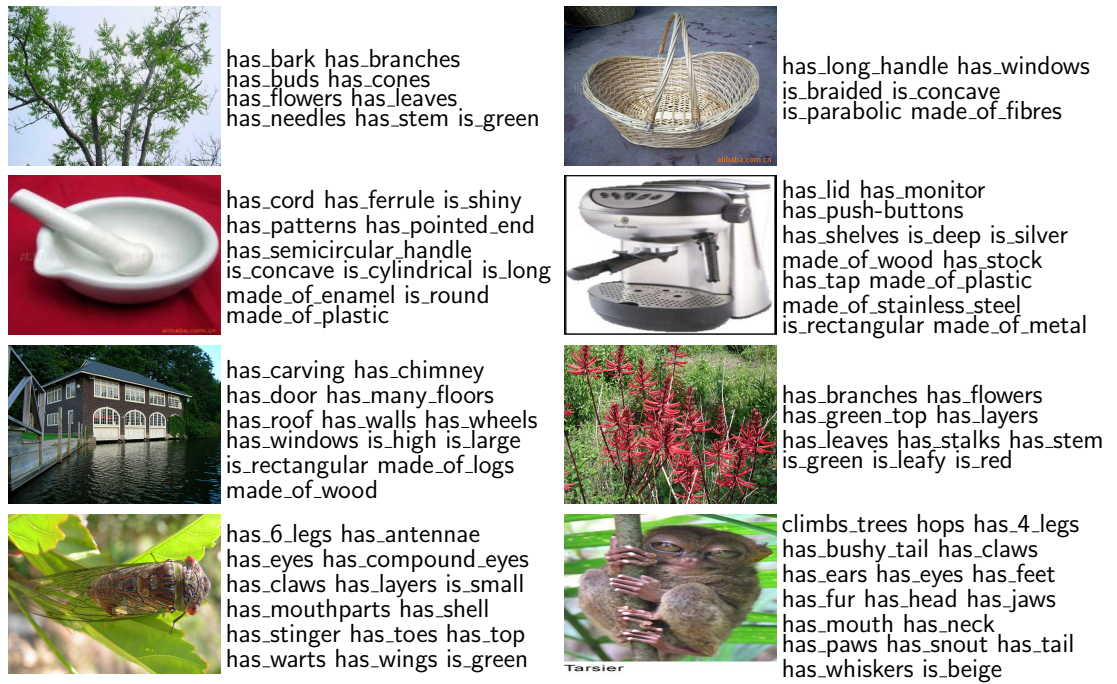 has_bark has_branches
has_buds has_cones
has_flowers has_leaves
has_needles has_stem is_green
has_long_handle has_windows
is_braided is_concave
is_parabolic made_of_fibres
alibaba.com.cn
has_cord has_ferrule is_shiny
has_patterns has_pointed_end
has_semicircular_handle
is_concave is_cylindrical is_long
made_of_enamel is_round
made_of_plastic
alibaba.com.cn
has_lid has_monitor
has_push-buttons
has_shelves is_deep is_silver
made_of_wood has_stock
has_tap made_of_plastic
made_of_stainless_steel
is_rectangular made_of_metal
has_carving has_chimney
has_door has_many_floors
has_roof has_walls has_wheels
has_windows is_high is_large
is_rectangular made_of_logs
made_of_wood
has_branches has_flowers
has_green_top has_layers
has_leaves has_stalks has_stem
is_green is_leafy is_red
has_6_legs has_antennae
has_eyes has_compound_eyes
has_claws has_layers is_small
has_mouthparts has_shell
has_stinger has_toes has_top
has_warts has_wings is_green
climbs_trees hops has_4_legs
has_bushy_tail has_claws
has_ears has_eyes has_feet
has_fur has_head has_jaws
has_mouth has_neck
has_paws has_snout has_tail
has_whiskers is_beige
Tarsier